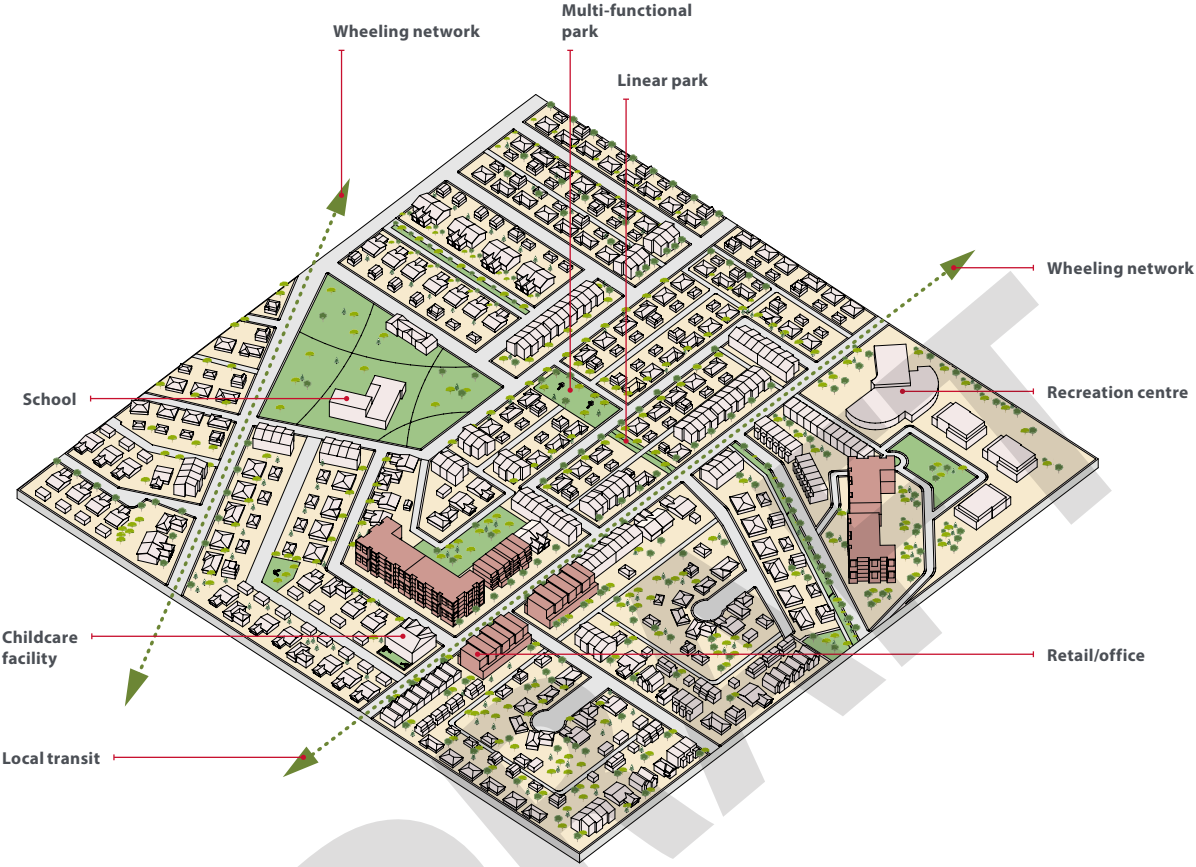 Multi-functional
park
Wheeling network
Linear park
Wheeling network
School
Recreation centre
Childcare
facility
Retail/office
Local transit
DRAFT